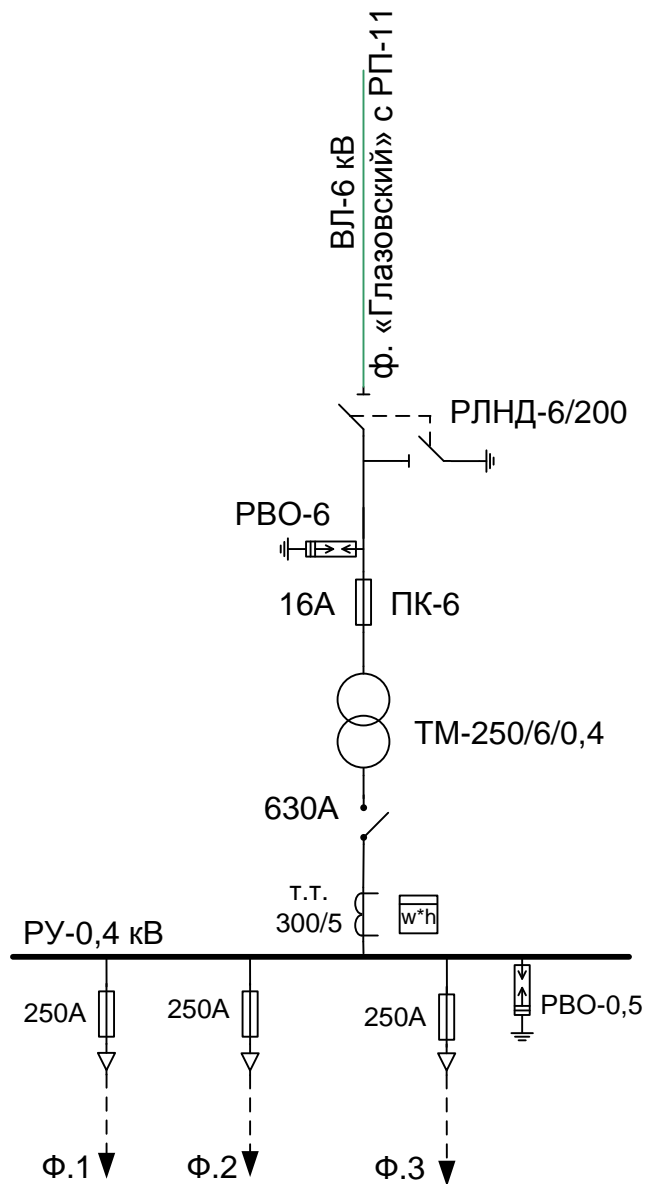 ВЛ-6 кВ
ф. «Глазовский» с РП-11
РЛНД-6/200
РВО-6
16А
ПК-6
ТМ-250/6/0,4
630А
т.т.
300/5
w*h
РУ-0,4 кВ
250А
250А
250А
РВО-0,5
Ф.1
Ф.2
Ф.3